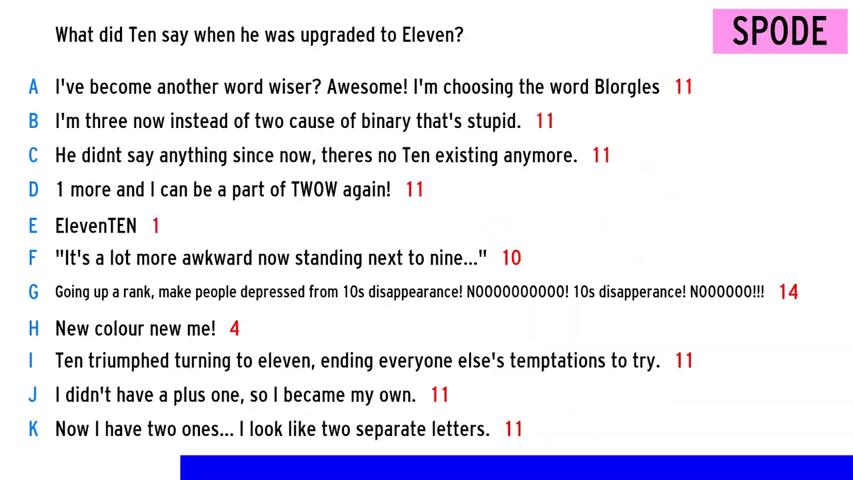 What did Ten say when he was upgraded to Eleven?
SPODE
A I've become another word wiser? Awesome! I'm choosing the word Blorgles 11
B I'm three now instead of two cause of binary that's stupid. 11
C He didnt say anything since now, theres no Ten existing anymore. 11
D 1 more and I can be a part of TWOW again! 11
E ElevenTEN 1
F "It's a lot more awkward now standing next to nine..." 10
G Going up a rank, make people depressed from 10s disappearance! NOOOOOOOOOO! 10s disapperance! NOOOOOO!!! 14
H New colour new me! 4
I Ten triumphed turning to eleven, ending everyone else's temptations to try. 11
J I didn't have a plus one, so I became my own. 11
K Now I have two ones... I look like two separate letters. 11